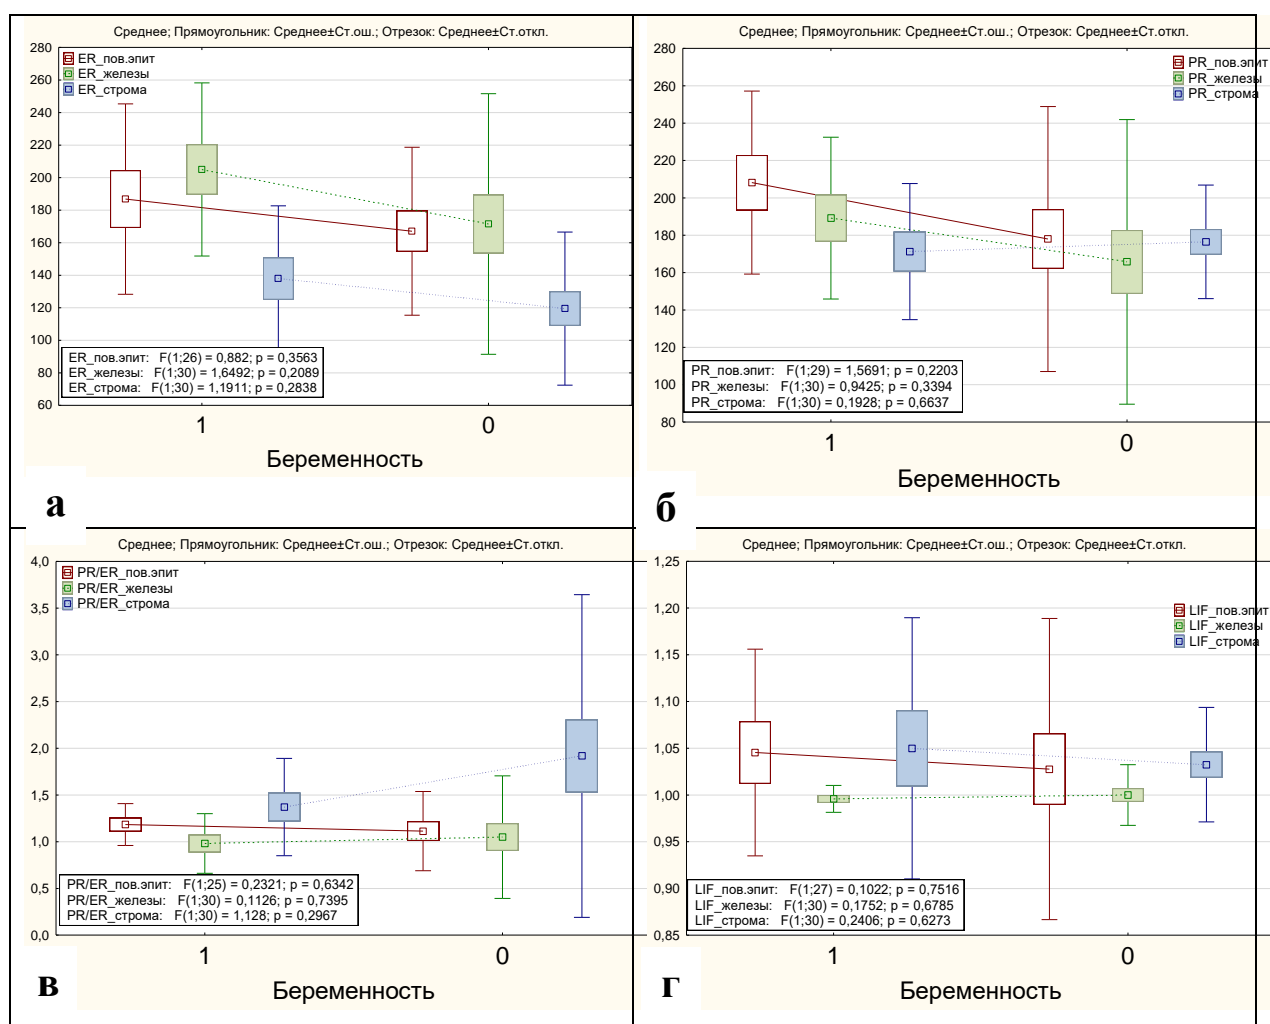 Среднее; Прямоугольник: Среднее±Ст.ош.; Отрезок: Среднее±Ст.откл.
280
260
240
220
200
180
160
140
120
100
80
60
ER_пов.эпит
ER_железы
ER_строма
ER_пов.эпит: F(1;26) = 0,882; p = 0,3563
ER_железы: F(1;30) = 1,6492; p = 0,2089
ER_строма: F(1;30) = 1,1911; p = 0,2838
1 0
Беременность
а
Среднее; Прямоугольник: Среднее±Ст.ош.; Отрезок: Среднее±Ст.откл.
280
260
240
220
200
180
160
140
120
100
80
PR_пов.эпит
PR_железы
PR_строма
PR_пов.эпит: F(1;29) = 1,5691; p = 0,2203
PR_железы: F(1;30) = 0,9425; p = 0,3394
PR_строма: F(1;30) = 0,1928; p = 0,6637
1 0
Беременность
б
Среднее; Прямоугольник: Среднее±Ст.ош.; Отрезок: Среднее±Ст.откл.
4,0
3,5
3,0
2,5
2,0
1,5
1,0
0,5
0,0
PR/ER_пов.эпит
PR/ER_железы
PR/ER_строма
PR/ER_пов.эпит: F(1;25) = 0,2321; p = 0,6342
PR/ER_железы: F(1;30) = 0,1126; p = 0,7395
PR/ER_строма: F(1;30) = 1,128; p = 0,2967
1 0
Беременность
в
Среднее; Прямоугольник: Среднее±Ст.ош.; Отрезок: Среднее±Ст.откл.
1,25
1,20
1,15
1,10
1,05
1,00
0,95
0,90
0,85
LIF_пов.эпит
LIF_железы
LIF_строма
LIF_пов.эпит: F(1;27) = 0,1022; p = 0,7516
LIF_железы: F(1;30) = 0,1752; p = 0,6785
LIF_строма: F(1;30) = 0,2406; p = 0,6273
1 0
Беременность
г